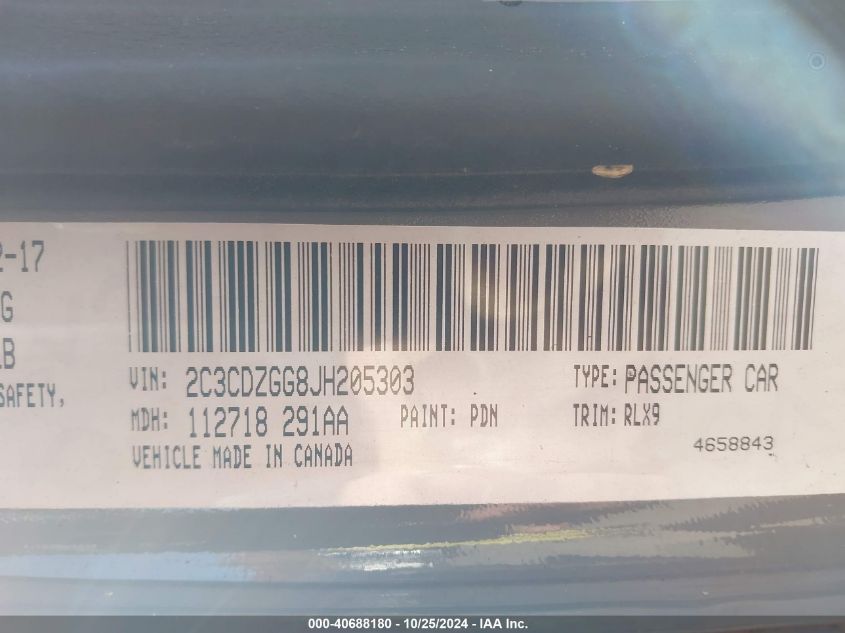 2-17
G
LB
SAFETY,
VIN: 2C3CDZGG8JH205303 TYPE: PASSENGER CAR
MDH: 112718 291AA PAINT: PDN TRIM: RLX9
VEHICLE MADE IN CANADA 4658843
000-40688180 - 10/25/2024 - IAA Inc.